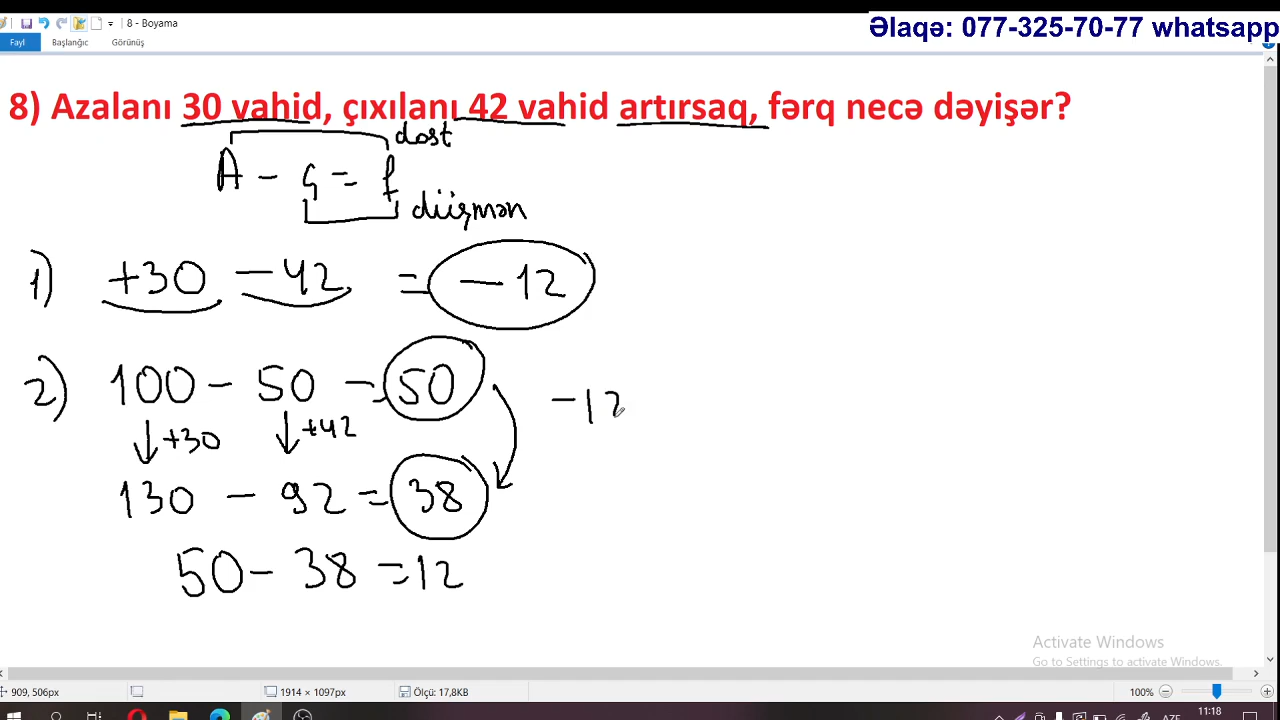 8 - Boyama
Əlaqə: 077-325-70-77 whatsapp
Fayl Başlanğıc Görünüş
8) Azalanı 30 vahid, çıxılanı 42 vahid artırsaq, fərq necə dəyişər?
dost
A - ç = f
düşmən
1) +30 - 42 = - 12
2) 100 - 50 = 50
-12
+30 +42
130 - 92 = 38
50 - 38 = 12
Activate Windows
Go to Settings to activate Windows.
909, 506px 1914 × 1097px Ölçü: 17,8KB 100%
11:18
AZE